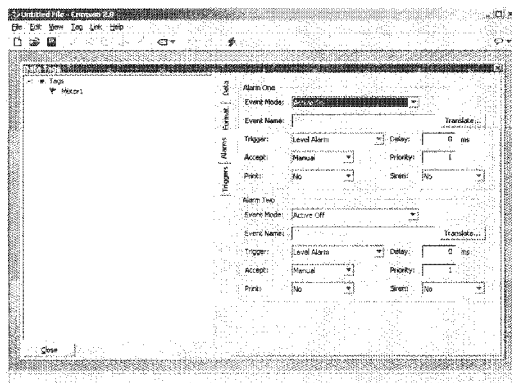 Untitled File - Crimson 2.0
File Edit View Tag Link Help
Data Tags
Tags
Motor1
Data
Format
Alarms
Triggers
Alarm One
Event Mode:
Event Name: Translate...
Trigger: Level Alarm Delay: 0 ms
Accept: Manual Priority: 1
Print: No Siren: No
Alarm Two
Event Mode: Active Off
Event Name: Translate...
Trigger: Level Alarm Delay: 0 ms
Accept: Manual Priority: 1
Print: No Siren: No
Close